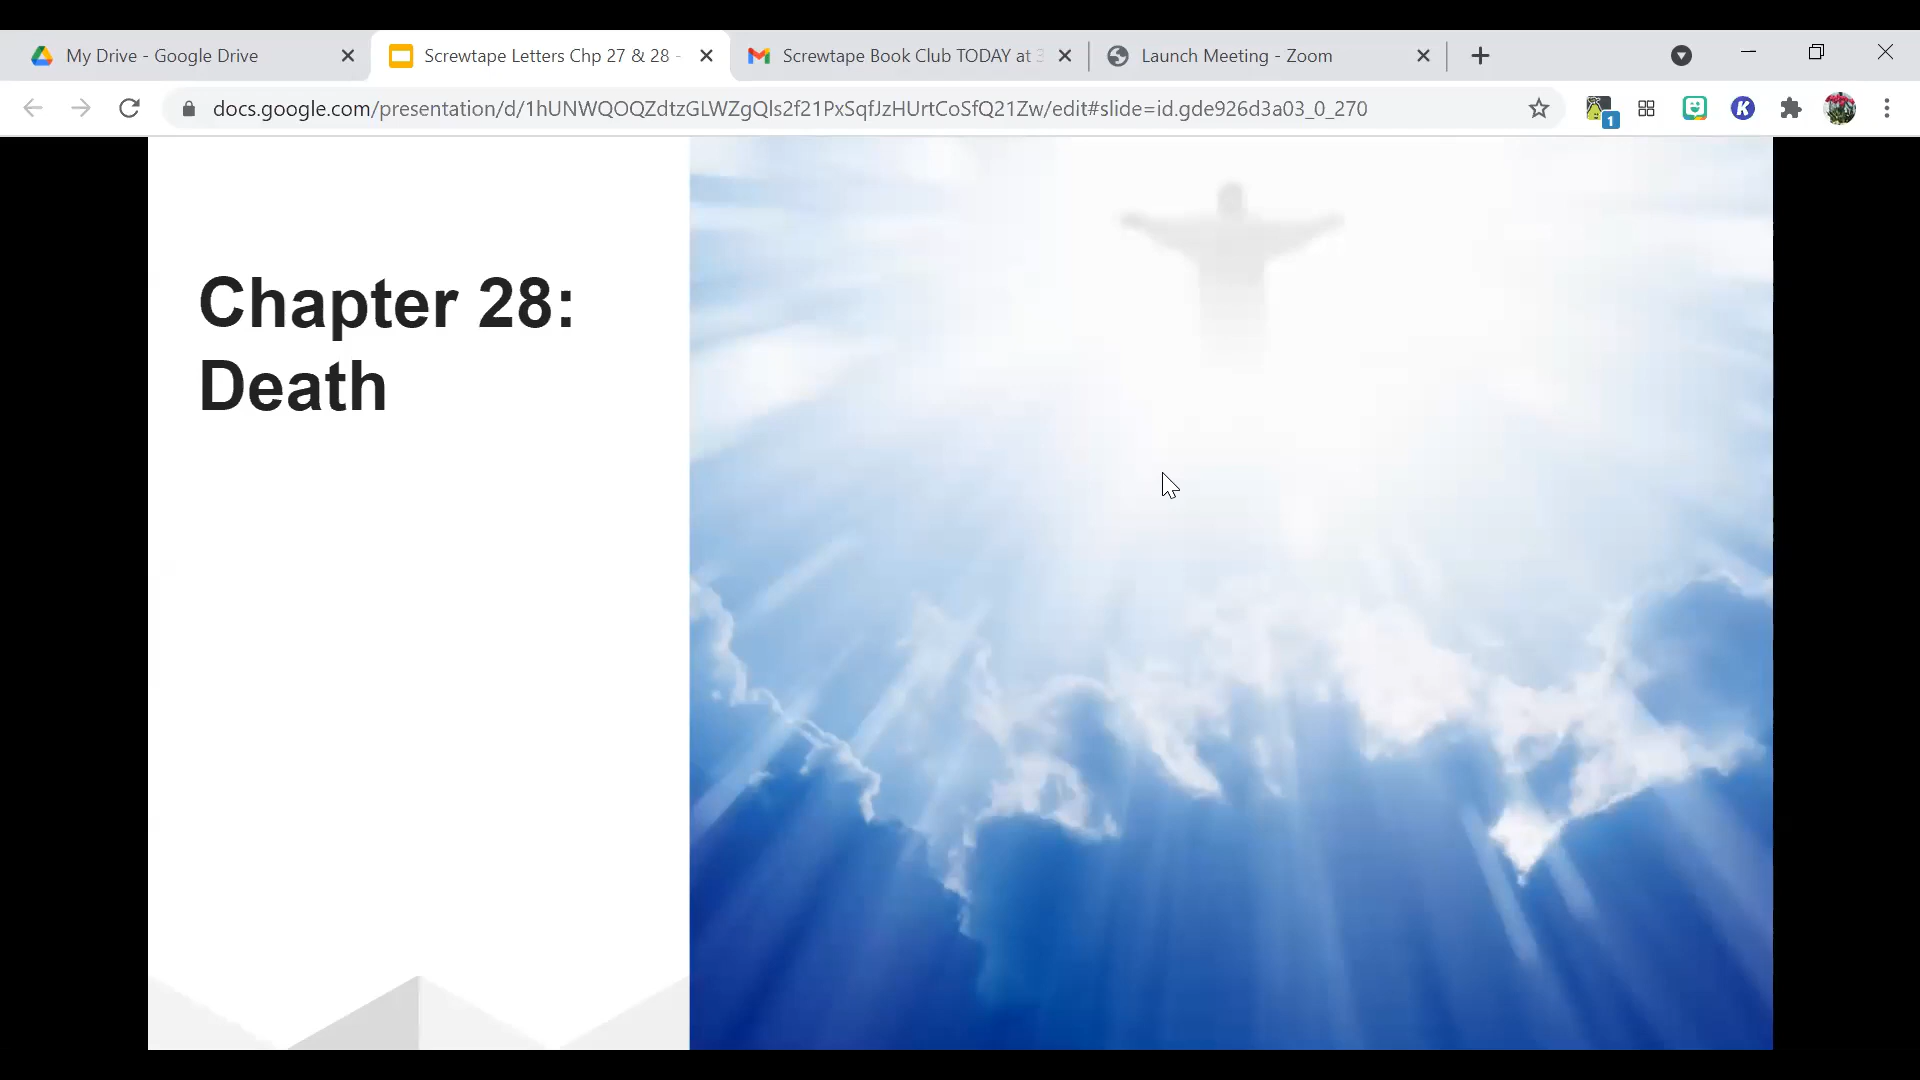 My Drive - Google Drive
Screwtape Letters Chp 27 & 28 -
Screwtape Book Club TODAY at 3
Launch Meeting - Zoom
docs.google.com/presentation/d/1hUNWQOQZdtzGLWZgQls2f21PxSqfJzHUrtCoSfQ21Zw/edit#slide=id.gde926d3a03_0_270
1
K
Chapter 28:
Death